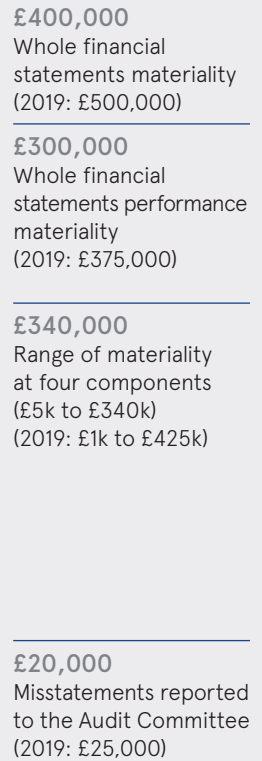 £400,000
Whole financial
statements materiality
(2019: £500,000)
£300,000
Whole financial
statements performance
materiality
(2019: £375,000)
£340,000
Range of materiality
at four components
(£5k to £340k)
(2019: £1k to £425k)
£20,000
Misstatements reported
to the Audit Committee
(2019: £25,000)